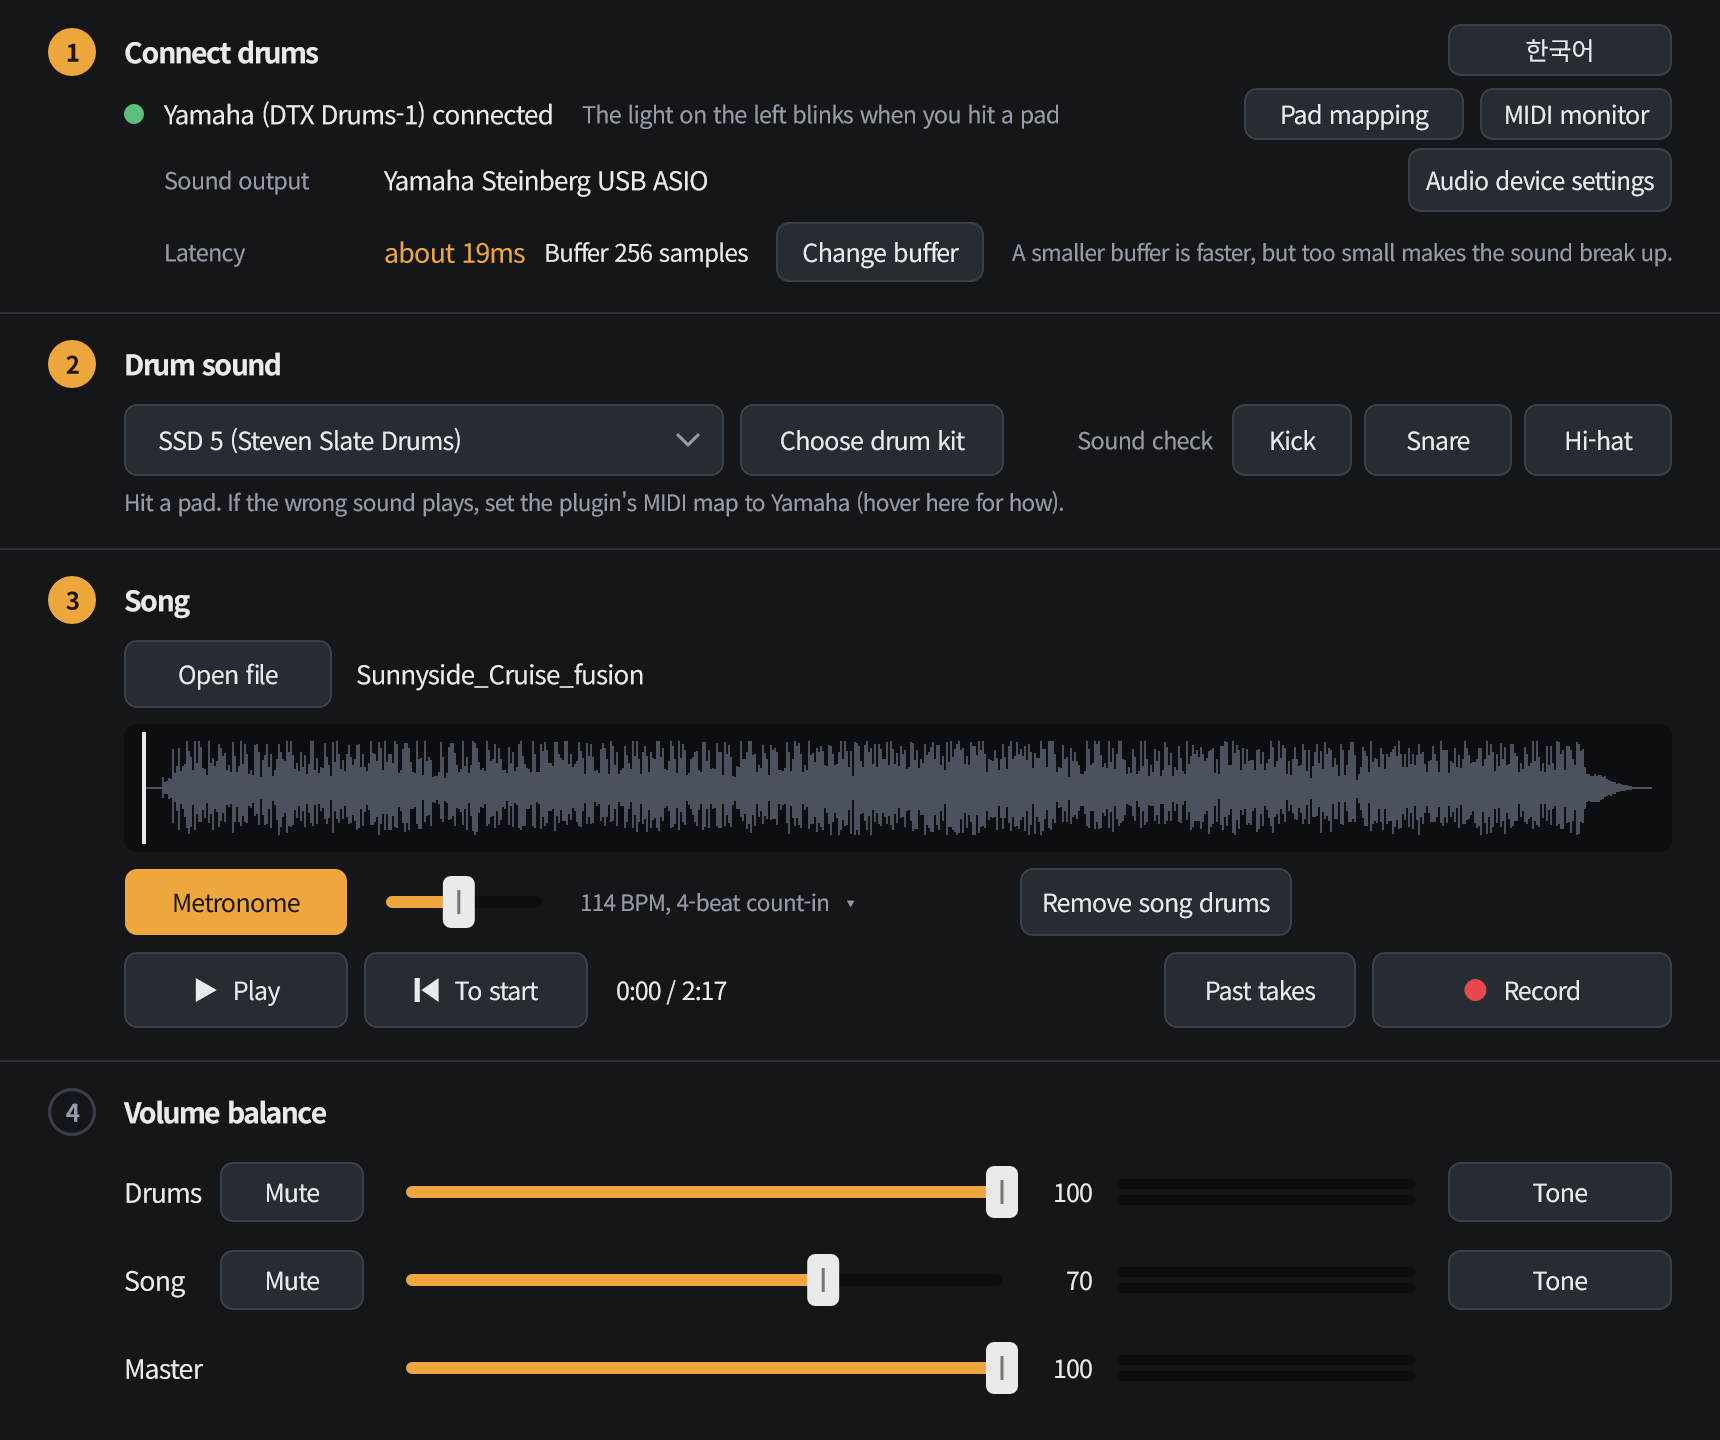 1 Connect drums 한국어
Yamaha (DTX Drums-1) connected The light on the left blinks when you hit a pad Pad mapping MIDI monitor
Sound output Yamaha Steinberg USB ASIO Audio device settings
Latency about 19ms Buffer 256 samples Change buffer A smaller buffer is faster, but too small makes the sound break up.
2 Drum sound
SSD 5 (Steven Slate Drums) Choose drum kit Sound check Kick Snare Hi-hat
Hit a pad. If the wrong sound plays, set the plugin's MIDI map to Yamaha (hover here for how).
3 Song
Open file Sunnyside_Cruise_fusion
Metronome 114 BPM, 4-beat count-in Remove song drums
Play To start 0:00 / 2:17 Past takes Record
4 Volume balance
Drums Mute 100 Tone
Song Mute 70 Tone
Master 100